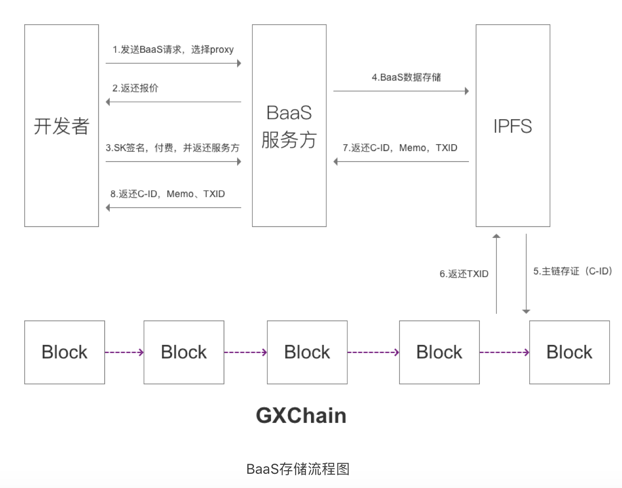 1.发送BaaS请求、选择proxy
2.返还报价
3.SK签名，付费，并返还服务方
8.返还C-ID，Memo、TXID
开发者
BaaS
服务方
4.BaaS数据存储
7.返还C-ID，Memo，TXID
IPFS
6.返还TXID
5.主链存证（C-ID）
Block
Block
Block
Block
Block
GXChain
BaaS存储流程图